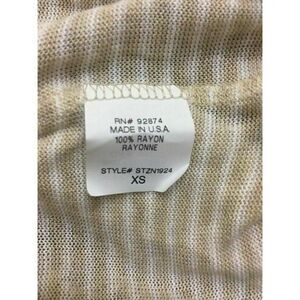 RN# 92874
MADE IN U.S.A.
100% RAYON
RAYONNE
STYLE# STZN1924
XS